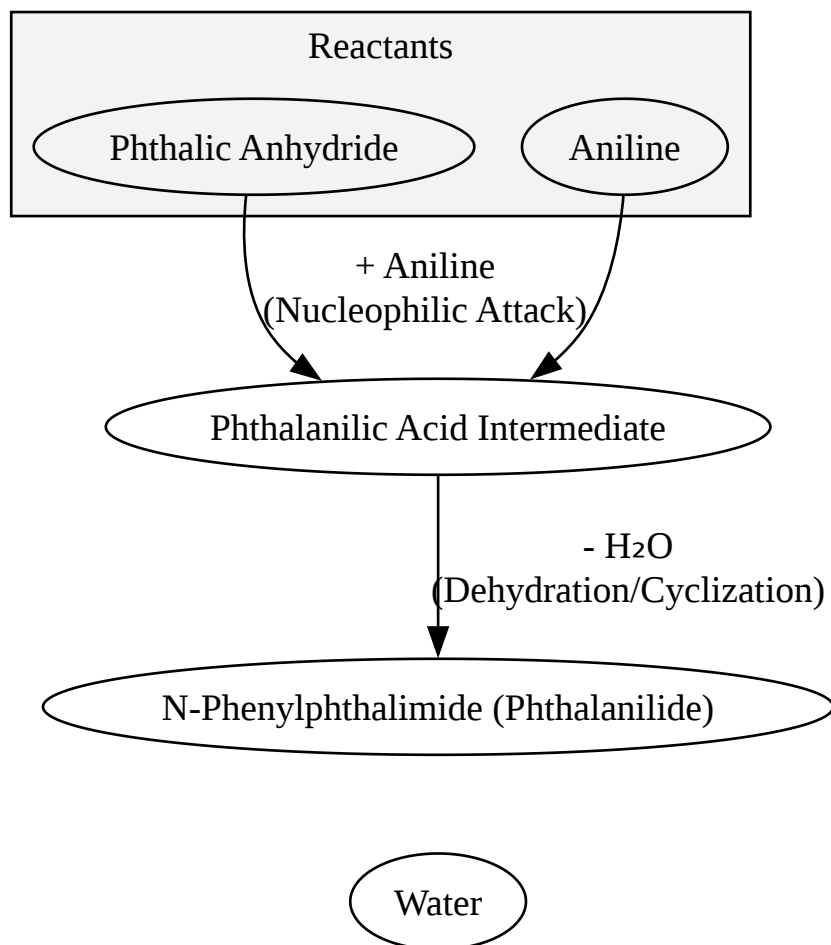 Reactants
Phthalic Anhydride
Aniline
+ Aniline
(Nucleophilic Attack)
Phthalanilic Acid Intermediate
- H₂O
(Dehydration/Cyclization)
N-Phenylphthalimide (Phthalanilide)
Water